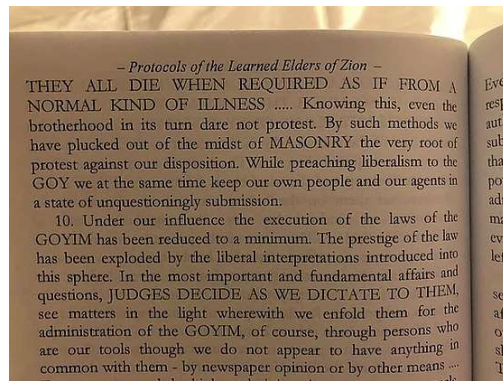 – Protocols of the Learned Elders of Zion –
THEY ALL DIE WHEN REQUIRED AS IF FROM A
NORMAL KIND OF ILLNESS ..... Knowing this, even the
brotherhood in its turn dare not protest. By such methods we
have plucked out of the midst of MASONRY the very root of
protest against our disposition. While preaching liberalism to the
GOY we at the same time keep our own people and our agents in
a state of unquestioningly submission.
10. Under our influence the execution of the laws of the
GOYIM has been reduced to a minimum. The prestige of the law
has been exploded by the liberal interpretations introduced into
this sphere. In the most important and fundamental affairs and
questions, JUDGES DECIDE AS WE DICTATE TO THEM,
see matters in the light wherewith we enfold them for the
administration of the GOYIM, of course, through persons who
are our tools though we do not appear to have anything in
common with them - by newspaper opinion or by other means ....